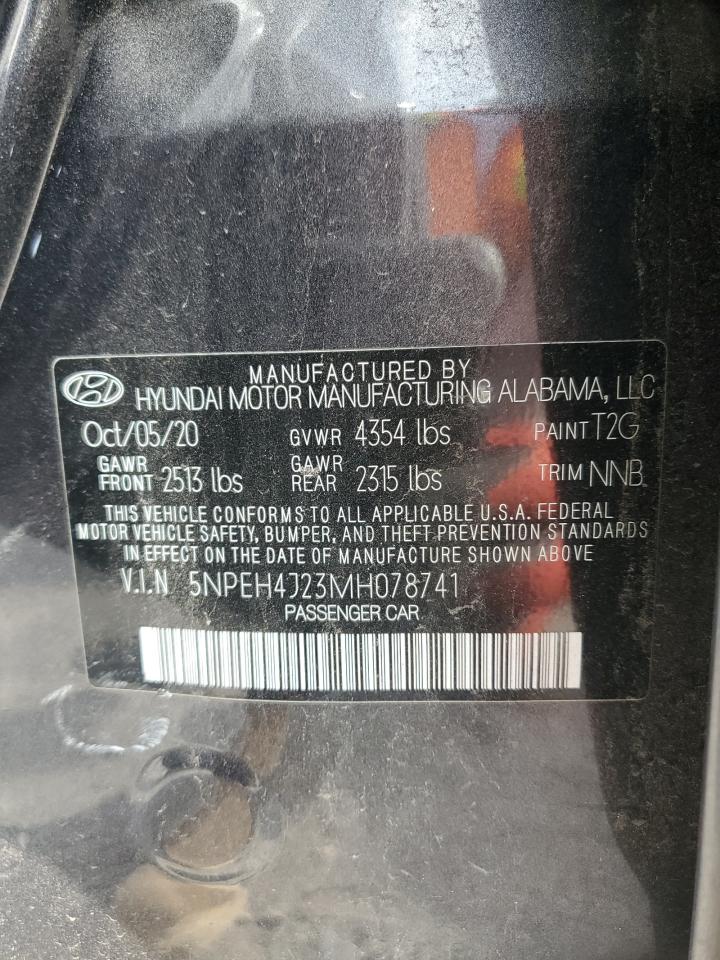 MANUFACTURED BY
HYUNDAI MOTOR MANUFACTURING ALABAMA, LLC
Oct/05/20 GVWR 4354 lbs PAINT T2G
GAWR FRONT 2513 lbs GAWR REAR 2315 lbs TRIM NNB
THIS VEHICLE CONFORMS TO ALL APPLICABLE U.S.A. FEDERAL
MOTOR VEHICLE SAFETY, BUMPER, AND THEFT PREVENTION STANDARDS
IN EFFECT ON THE DATE OF MANUFACTURE SHOWN ABOVE
V.I.N 5NPEH4J23MH078741
PASSENGER CAR